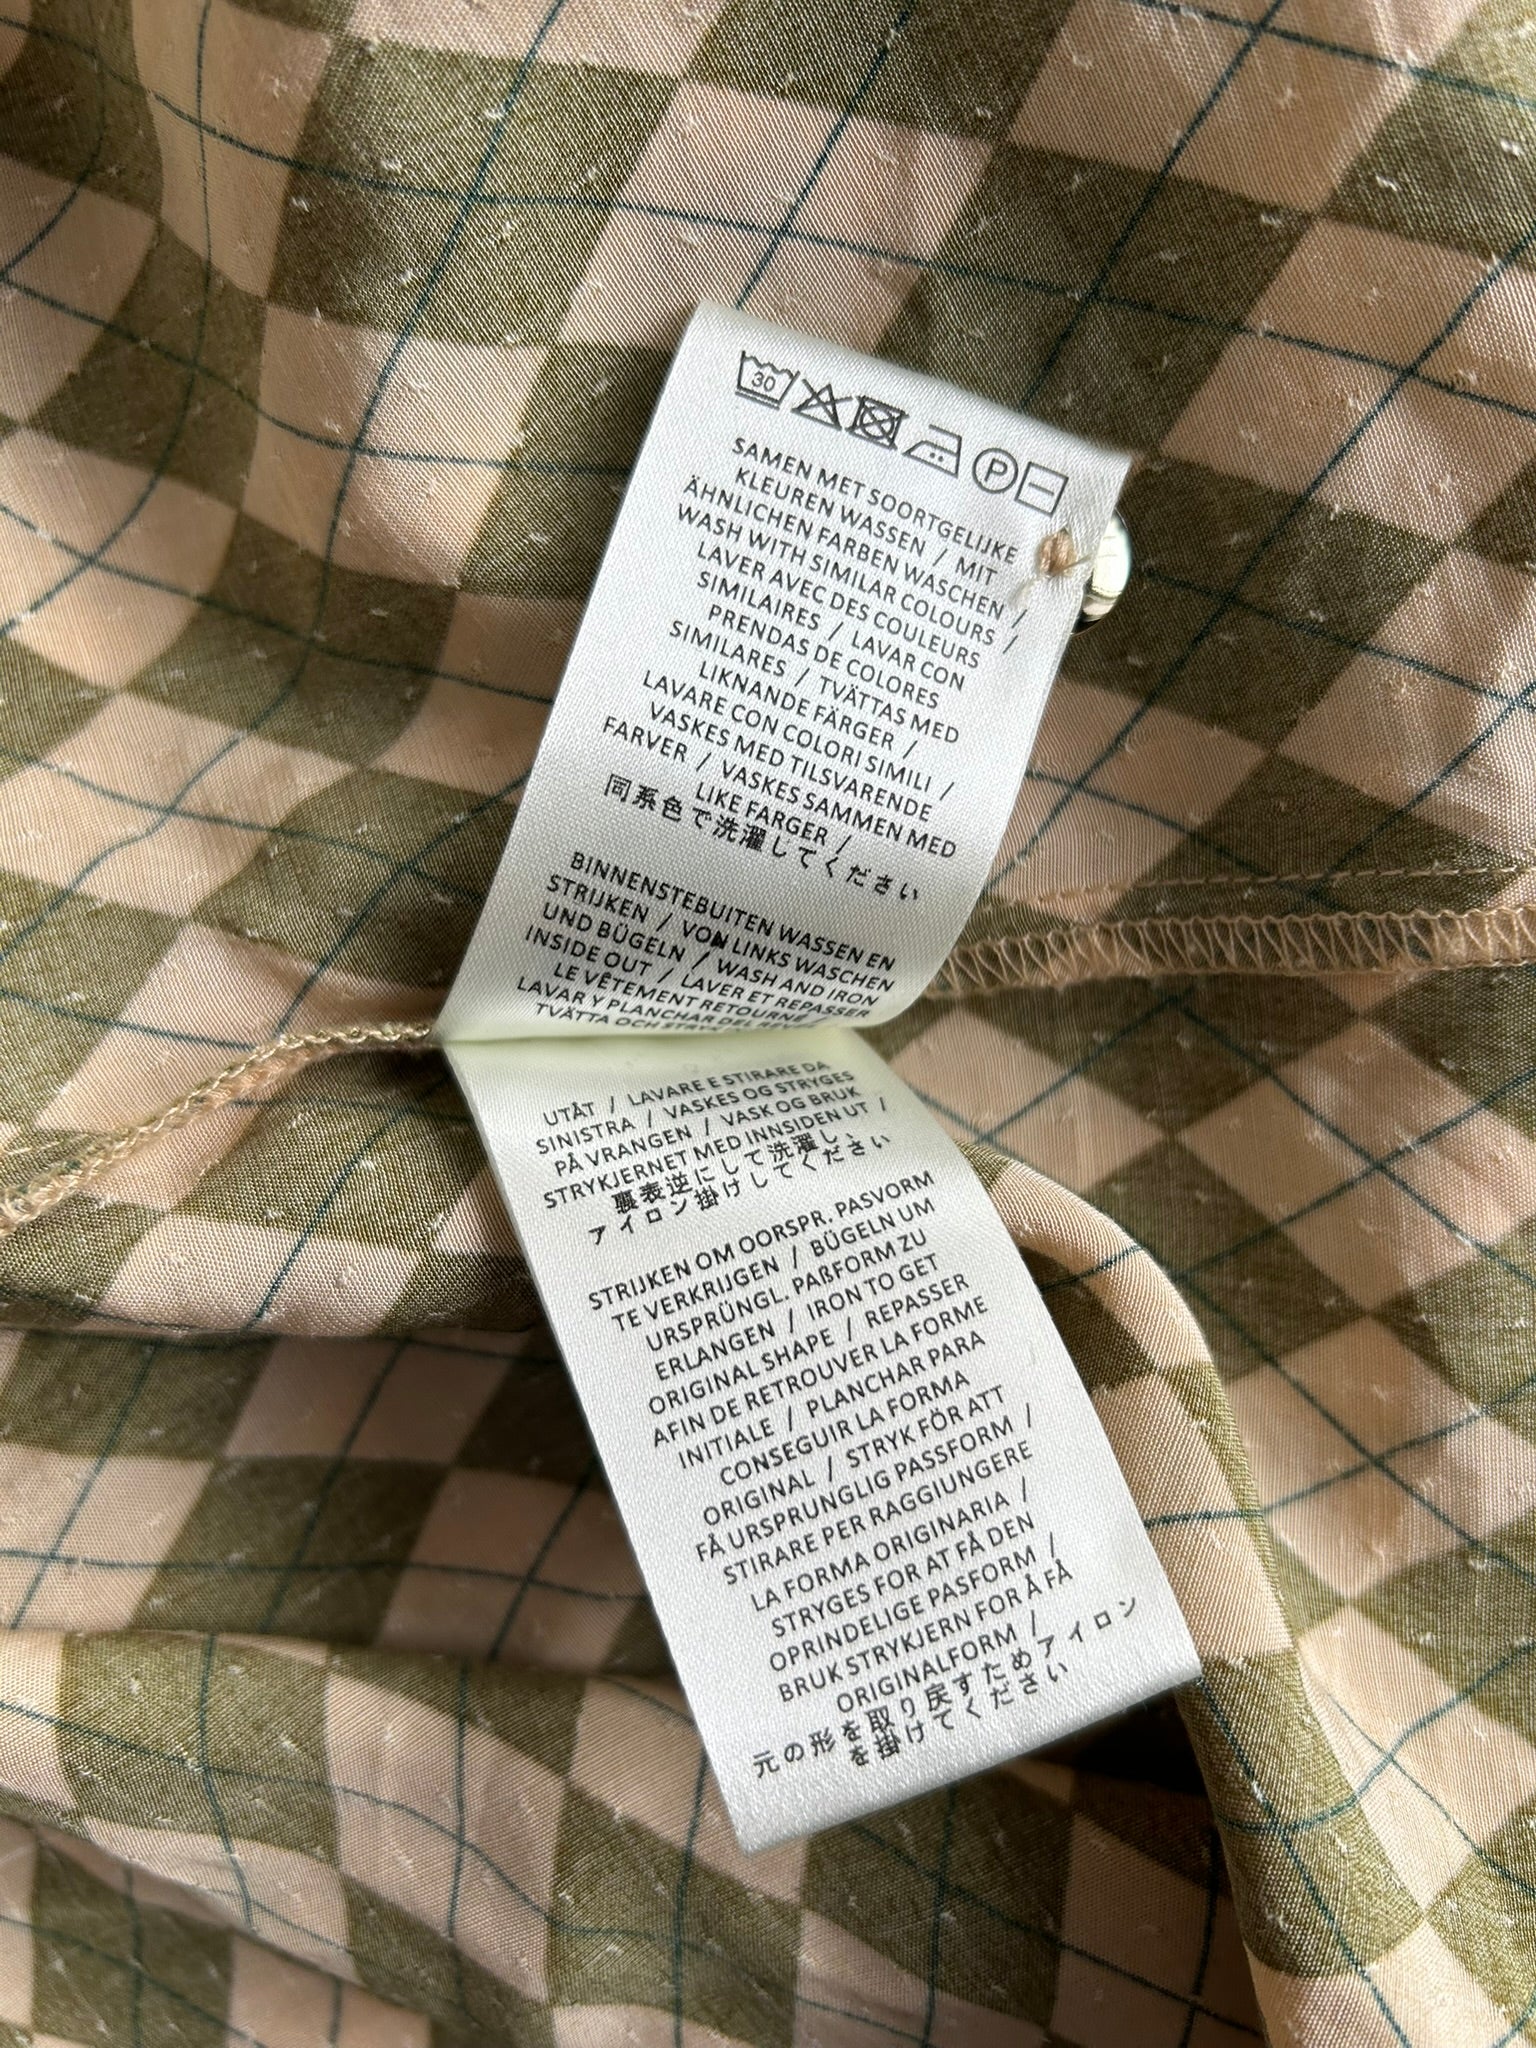 30
P
SAMEN MET SOORTGELIJKE
KLEUREN WASSEN / MIT
ÄHNLICHEN FARBEN WASCHEN /
WASH WITH SIMILAR COLOURS /
LAVER AVEC DES COULEURS
SIMILAIRES / LAVAR CON
PRENDAS DE COLORES
SIMILARES / TVÄTTAS MED
LIKNANDE FÄRGER /
LAVARE CON COLORI SIMILI /
VASKES MED TILSVARENDE
FARVER / VASKES SAMMEN MED
LIKE FARGER /
同系色で洗濯してください
BINNENSTEBUITEN WASSEN EN
STRIJKEN / VON LINKS WASCHEN
UND BÜGELN / WASH AND IRON
INSIDE OUT / LAVER ET REPASSER
LE VÊTEMENT RETOURNÉ /
LAVAR Y PLANCHAR DEL
TVÄTTA OCH
UTÅT / LAVARE E STIRARE DA
SINISTRA / VASKES OG STRYGES
PÅ VRANGEN / VASK OG BRUK
STRYKJERNET MED INNSIDEN UT /
裏表逆にして洗濯し、
アイロン掛けしてください
STRIJKEN OM OORSPR. PASVORM
TE VERKRIJGEN / BÜGELN UM
URSPRÜNGL. PAßFORM ZU
ERLANGEN / IRON TO GET
ORIGINAL SHAPE / REPASSER
AFIN DE RETROUVER LA FORME
INITIALE / PLANCHAR PARA
CONSEGUIR LA FORMA
ORIGINAL / STRYK FÖR ATT
FÅ URSPRUNGLIG PASSFORM /
STIRARE PER RAGGIUNGERE
LA FORMA ORIGINARIA /
STRYGES FOR AT FÅ DEN
OPRINDELIGE PASFORM /
BRUK STRYKJERN FOR Å FÅ
ORIGINALFORM /
元の形を取り戻すためアイロン
を掛けてください